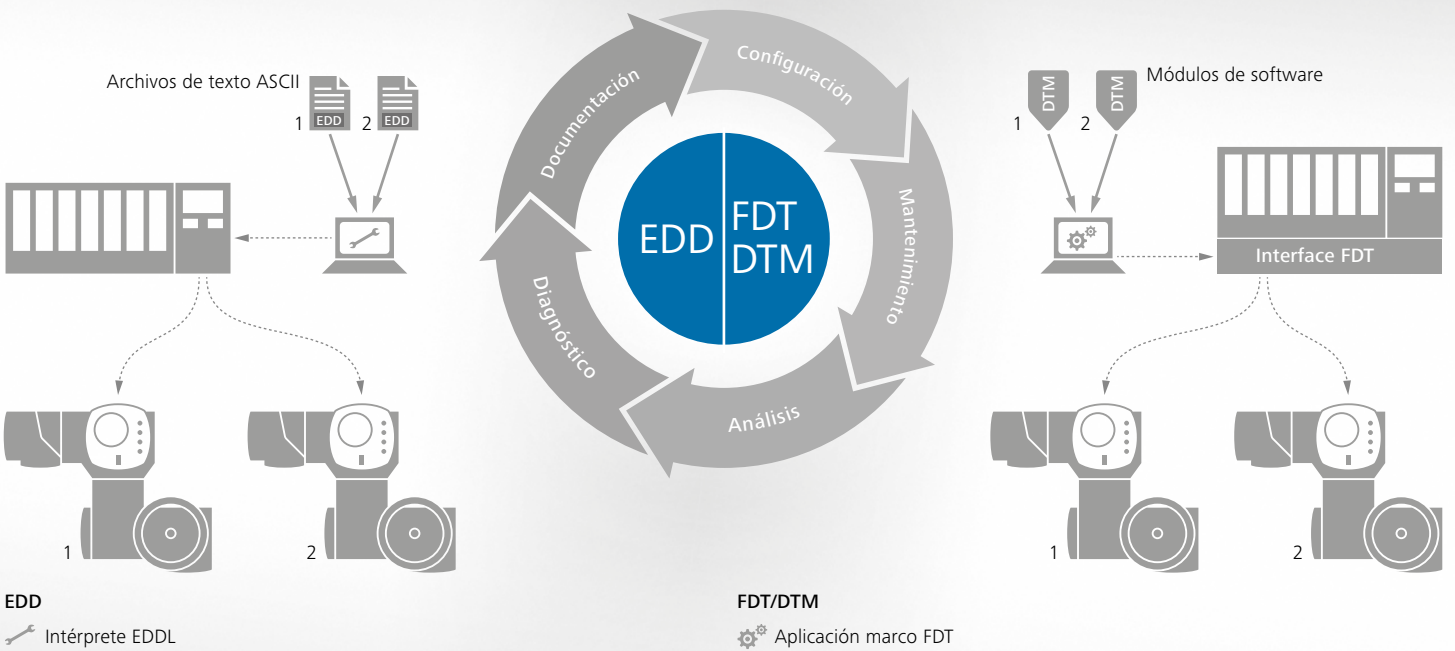 Archivos de texto ASCII
1
EDD
2
EDD
Documentación
Configuración
Mantenimiento
Análisis
Diagnóstico
EDD
FDT
DTM
DTM
DTM
Módulos de software
1
2
Interface FDT
1
2
1
2
EDD
Intérprete EDDL
FDT/DTM
Aplicación marco FDT